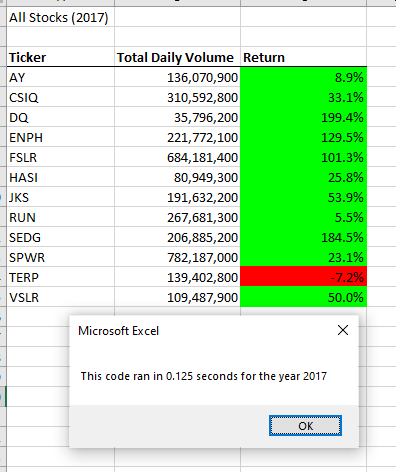 All Stocks (2017)
Ticker Total Daily Volume Return
AY 136,070,900 8.9%
CSIQ 310,592,800 33.1%
DQ 35,796,200 199.4%
ENPH 221,772,100 129.5%
FSLR 684,181,400 101.3%
HASI 80,949,300 25.8%
JKS 191,632,200 53.9%
RUN 267,681,300 5.5%
SEDG 206,885,200 184.5%
SPWR 782,187,000 23.1%
TERP 139,402,800 -7.2%
VSLR 109,487,900 50.0%
Microsoft Excel
This code ran in 0.125 seconds for the year 2017
OK